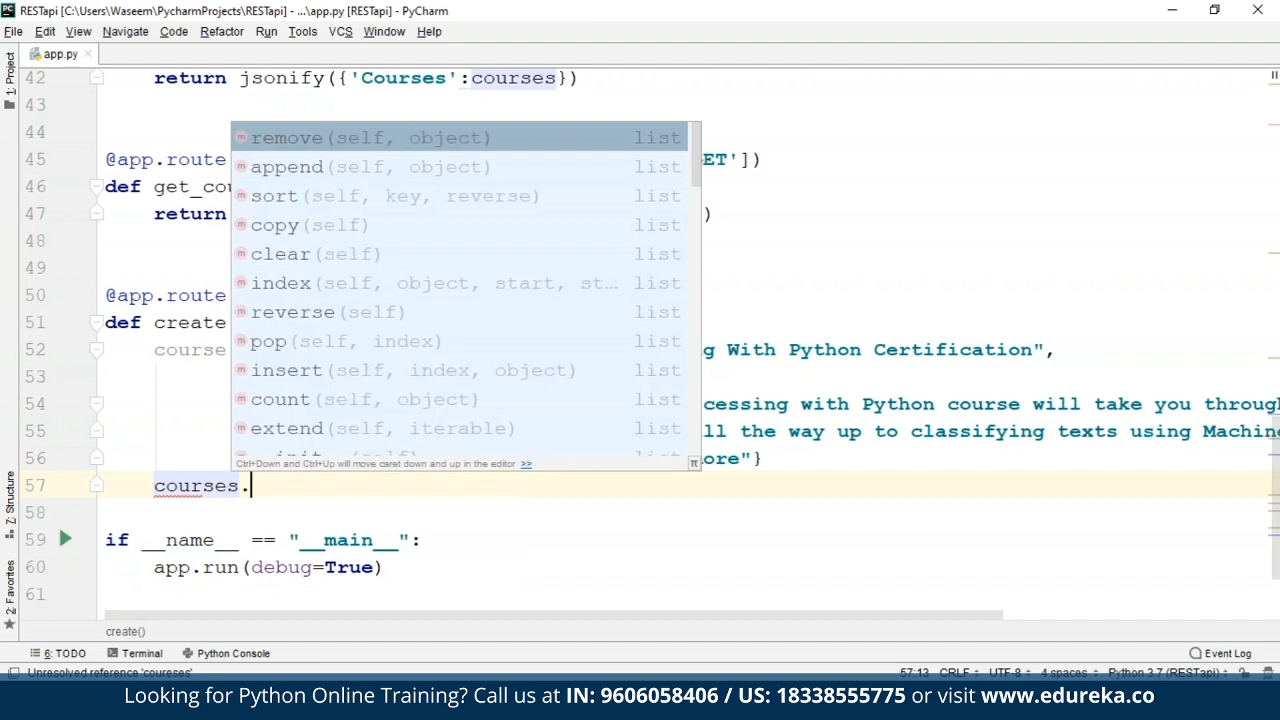 RESTapi [C:\Users\Waseem\PycharmProjects\RESTapi] - ...\app.py [RESTapi] - PyCharm
File Edit View Navigate Code Refactor Run Tools VCS Window Help
app.py
1: Project
7: Structure
2: Favorites
42 return jsonify({'Courses':courses})
43
44
45 @app.route ET'])
46 def get_cou
47 return )
48
49
50 @app.route
51 def create
52 course g With Python Certification",
53
54 cessing with Python course will take you throug
55 ll the way up to classifying texts using Machin
56 ore"}
57 courses.
58
59 if __name__ == "__main__":
60 app.run(debug=True)
61
remove(self, object) list
append(self, object) list
sort(self, key, reverse) list
copy(self) list
clear(self) list
index(self, object, start, st... list
reverse(self) list
pop(self, index) list
insert(self, index, object) list
count(self, object) list
extend(self, iterable) list
Ctrl+Down and Ctrl+Up will move caret down and up in the editor >>
π
create()
6: TODO Terminal Python Console Event Log
Unresolved reference 'coureses' 57:13 CRLF UTF-8 4 spaces Python 3.7 (RESTapi)
Looking for Python Online Training? Call us at IN: 9606058406 / US: 18338555775 or visit www.edureka.co